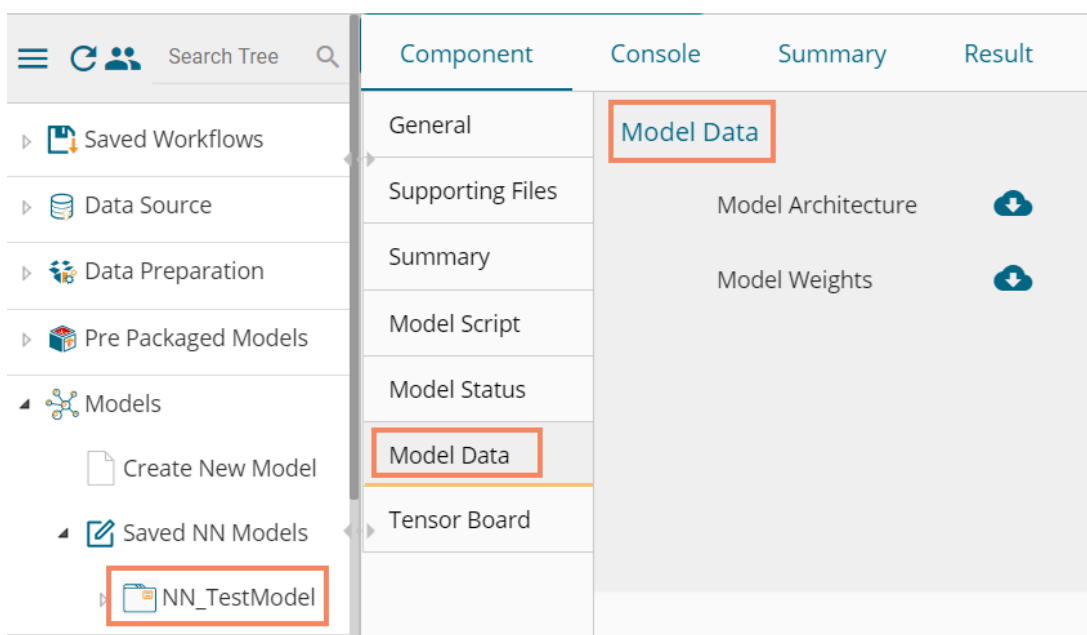 Search Tree
Saved Workflows
Data Source
Data Preparation
Pre Packaged Models
Models
Create New Model
Saved NN Models
NN_TestModel
Component Console Summary Result
General
Supporting Files
Summary
Model Script
Model Status
Model Data
Tensor Board
Model Data
Model Architecture
Model Weights